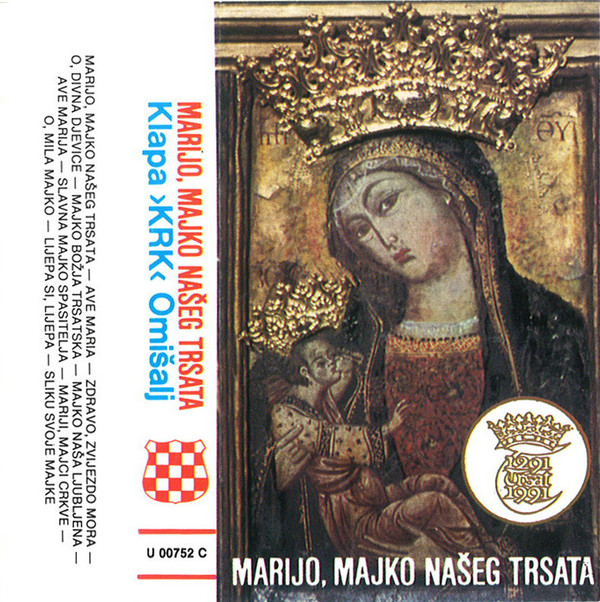 MARIJO, MAJKO NAŠEG TRSATA — AVE MARIA — ZDRAVO, ZVIJEZDO MORA —
O, DIVNA DJEVICE — MAJKO BOŽJA TRSATSKA — MAJKO NAŠA LJUBLJENA —
AVE MARIJA — SLAVNA MAJKO SPASITELJA — MARIJI, MAJCI CRKVE —
O, MILA MAJKO — LIJEPA SI, LIJEPA — SLIKU SVOJE MAJKE
MARIJO, MAJKO NAŠEG TRSATA
Klapa ›KRK‹ Omišalj
U 00752 C
1291
Trsat
1991
MARIJO, MAJKO NAŠEG TRSATA